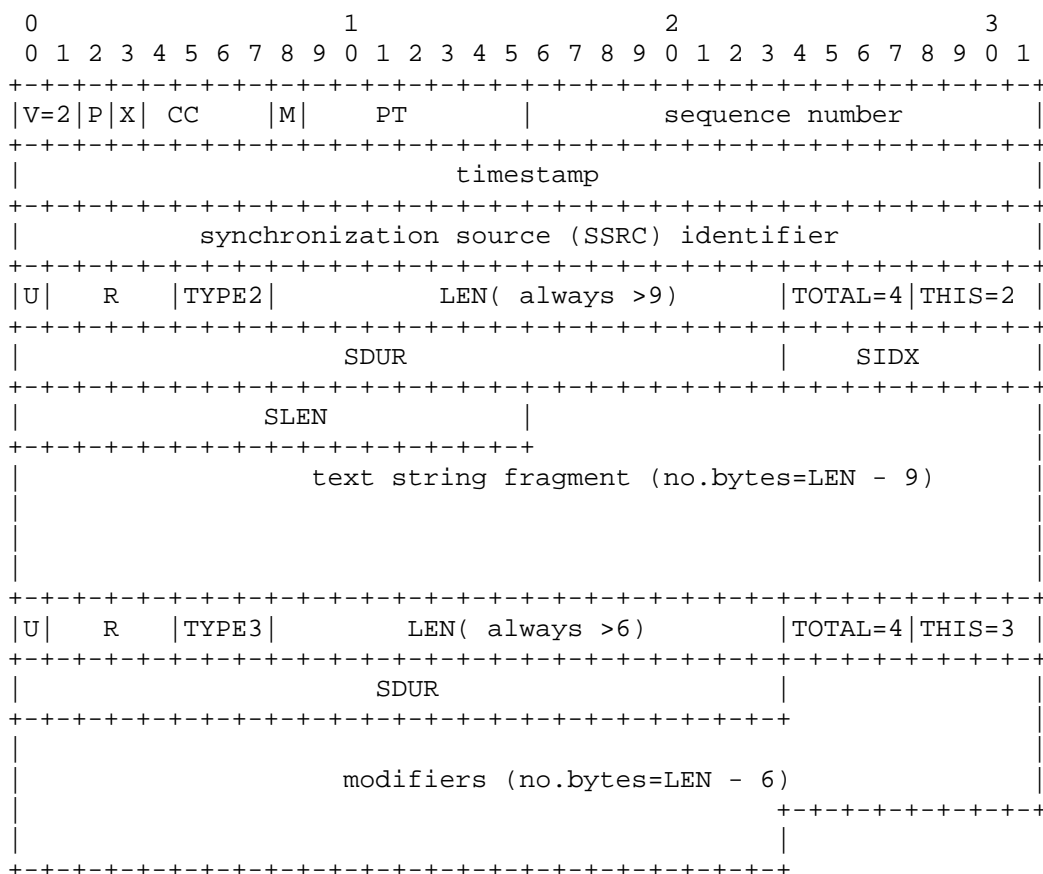 0                   1                   2                   3
 0 1 2 3 4 5 6 7 8 9 0 1 2 3 4 5 6 7 8 9 0 1 2 3 4 5 6 7 8 9 0 1
+-+-+-+-+-+-+-+-+-+-+-+-+-+-+-+-+-+-+-+-+-+-+-+-+-+-+-+-+-+-+-+-+
|V=2|P|X| CC    |M|    PT       |        sequence number        |
+-+-+-+-+-+-+-+-+-+-+-+-+-+-+-+-+-+-+-+-+-+-+-+-+-+-+-+-+-+-+-+-+
|                           timestamp                           |
+-+-+-+-+-+-+-+-+-+-+-+-+-+-+-+-+-+-+-+-+-+-+-+-+-+-+-+-+-+-+-+-+
|           synchronization source (SSRC) identifier            |
+-+-+-+-+-+-+-+-+-+-+-+-+-+-+-+-+-+-+-+-+-+-+-+-+-+-+-+-+-+-+-+-+
|U|   R   |TYPE2|          LEN( always >9)      |TOTAL=4|THIS=2 |
+-+-+-+-+-+-+-+-+-+-+-+-+-+-+-+-+-+-+-+-+-+-+-+-+-+-+-+-+-+-+-+-+
|                    SDUR                       |    SIDX       |
+-+-+-+-+-+-+-+-+-+-+-+-+-+-+-+-+-+-+-+-+-+-+-+-+-+-+-+-+-+-+-+-+
|               SLEN            |                               |
+-+-+-+-+-+-+-+-+-+-+-+-+-+-+-+-+                               |
|                  text string fragment (no.bytes=LEN - 9)      |
|                                                               |
|                                                               |
|                                                               |
+-+-+-+-+-+-+-+-+-+-+-+-+-+-+-+-+-+-+-+-+-+-+-+-+-+-+-+-+-+-+-+-+
|U|   R   |TYPE3|        LEN( always >6)        |TOTAL=4|THIS=3 |
+-+-+-+-+-+-+-+-+-+-+-+-+-+-+-+-+-+-+-+-+-+-+-+-+-+-+-+-+-+-+-+-+
|                      SDUR                     |               |
+-+-+-+-+-+-+-+-+-+-+-+-+-+-+-+-+-+-+-+-+-+-+-+-+               |
|                                                               |
|                    modifiers (no.bytes=LEN - 6)               |
|                                               +-+-+-+-+-+-+-+-+
|                                               |
+-+-+-+-+-+-+-+-+-+-+-+-+-+-+-+-+-+-+-+-+-+-+-+-+